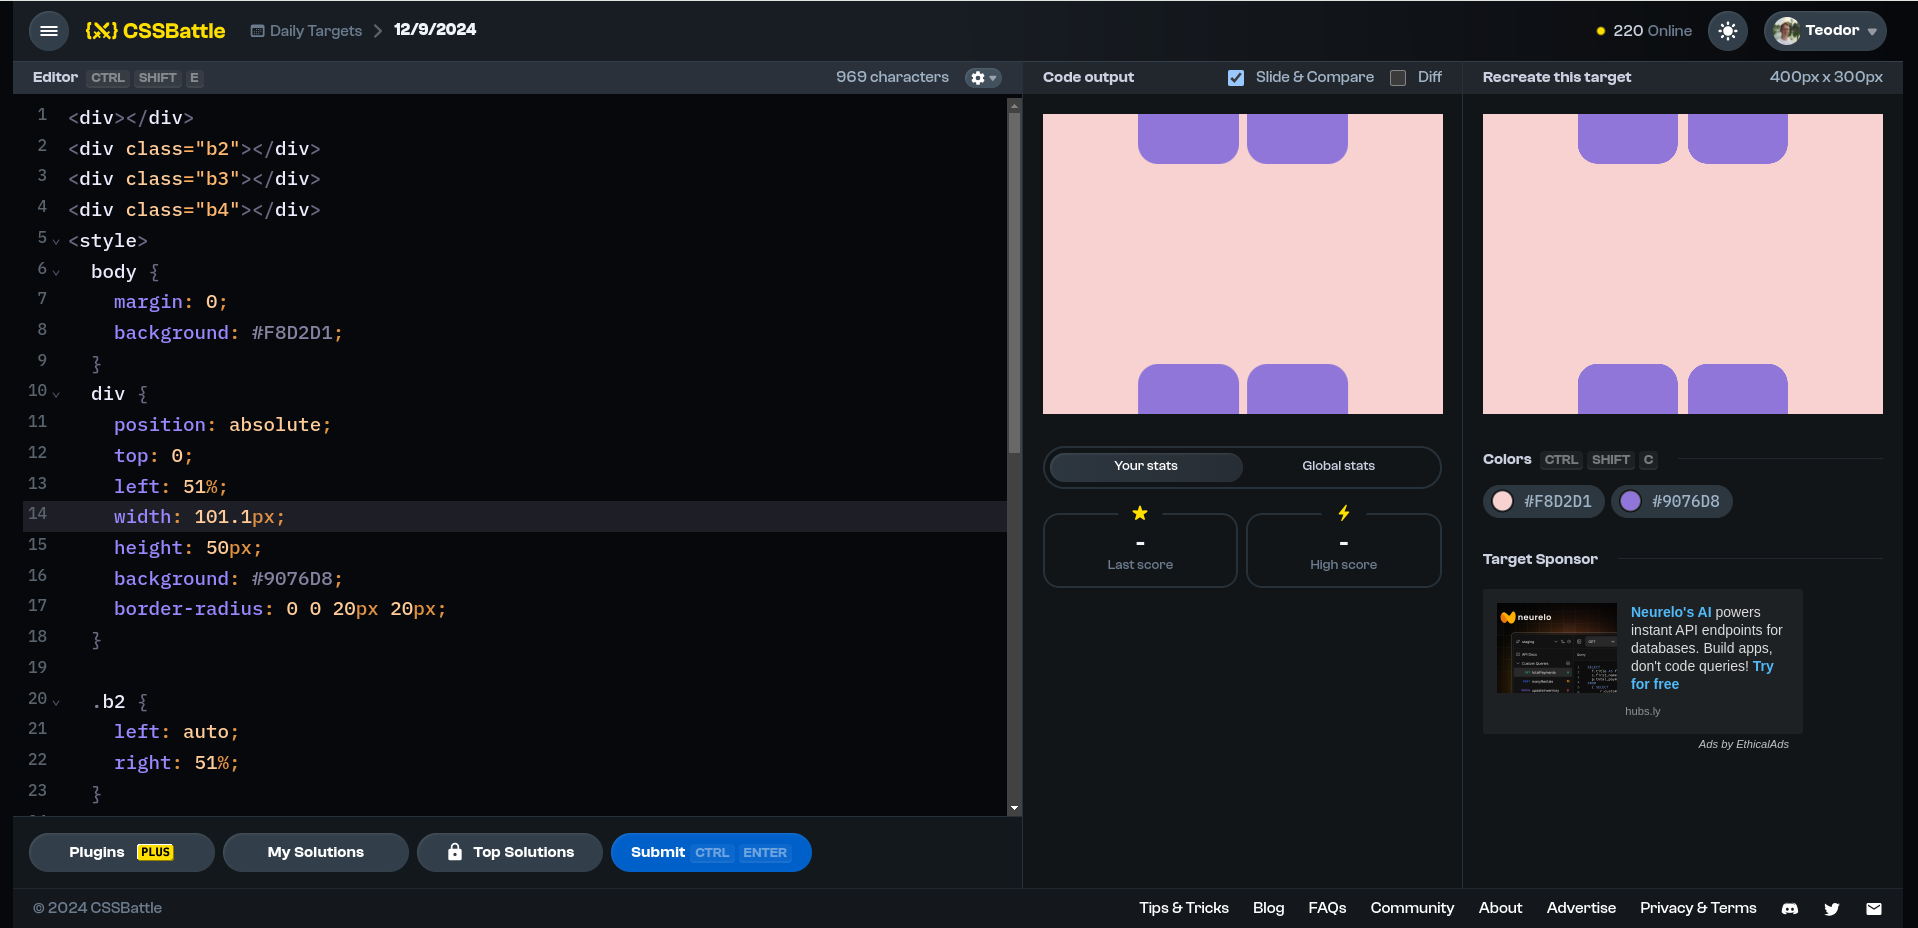 CSSBattle
Daily Targets
12/9/2024
220 Online
Teodor
Editor CTRL SHIFT E
969 characters
Code output
Slide & Compare
Diff
Recreate this target
400px x 300px
1 <div></div>
2 <div class="b2"></div>
3 <div class="b3"></div>
4 <div class="b4"></div>
5 <style>
6 body {
7 margin: 0;
8 background: #F8D2D1;
9 }
10 div {
11 position: absolute;
12 top: 0;
13 left: 51%;
14 width: 101.1px;
15 height: 50px;
16 background: #9076D8;
17 border-radius: 0 0 20px 20px;
18 }
19
20 .b2 {
21 left: auto;
22 right: 51%;
23 }
Your stats
Global stats
-
Last score
-
High score
Colors CTRL SHIFT C
#F8D2D1
#9076D8
Target Sponsor
neurelo
Neurelo's AI powers
instant API endpoints for
databases. Build apps,
don't code queries! Try
for free
hubs.ly
Ads by EthicalAds
Plugins PLUS
My Solutions
Top Solutions
Submit CTRL ENTER
© 2024 CSSBattle
Tips & Tricks
Blog
FAQs
Community
About
Advertise
Privacy & Terms